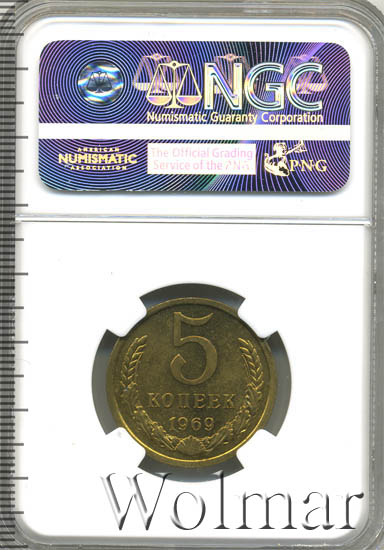 NGC
Numismatic Guaranty Corporation
AMERICAN
NUMISMATIC
ASSOCIATION
The Official Grading
Service of the PNG
PNG
5
КОПЕЕК
1969
Wolmar